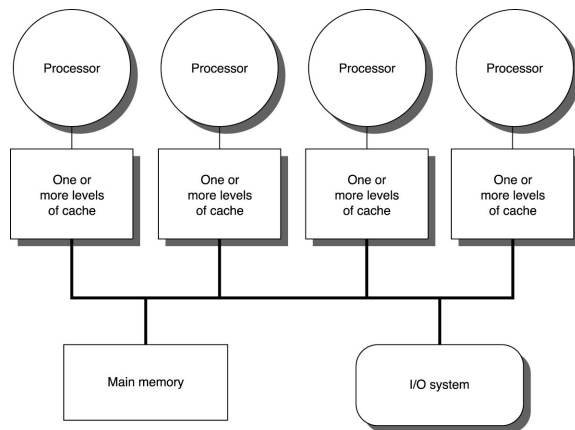 Processor
Processor
Processor
Processor
One or
more levels
of cache
One or
more levels
of cache
One or
more levels
of cache
One or
more levels
of cache
Main memory
I/O system